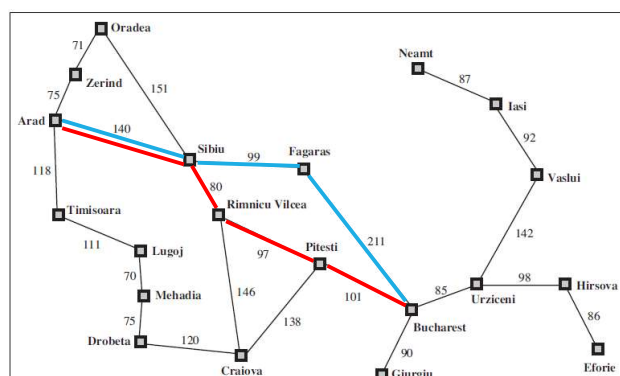 Oradea
71
Neamt
87
Zerind
75
151
Iasi
Arad
140
92
Sibiu
99
Fagaras
118
80
Vaslui
Rimnicu Vilcea
Timisoara
111
211
142
Lugoj
97
Pitesti
70
98
Hirsova
146
101
85
Urziceni
Mehadia
138
86
75
Bucharest
120
Drobeta
90
Eforie
Craiova
Giurgiu